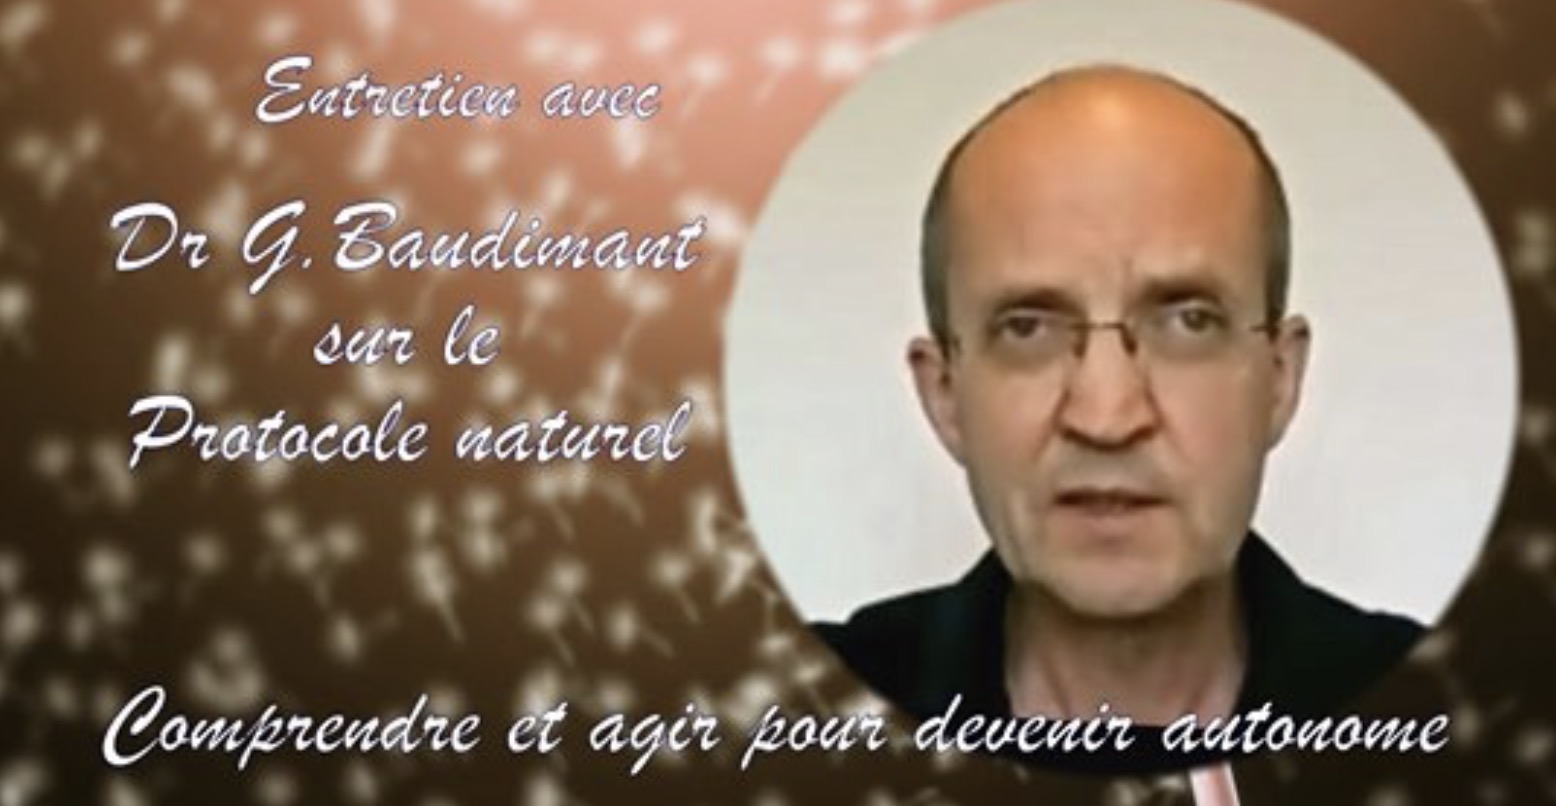 Entretien avec
Dr G. Baudimant
sur le
Protocole naturel
Comprendre et agir pour devenir autonome